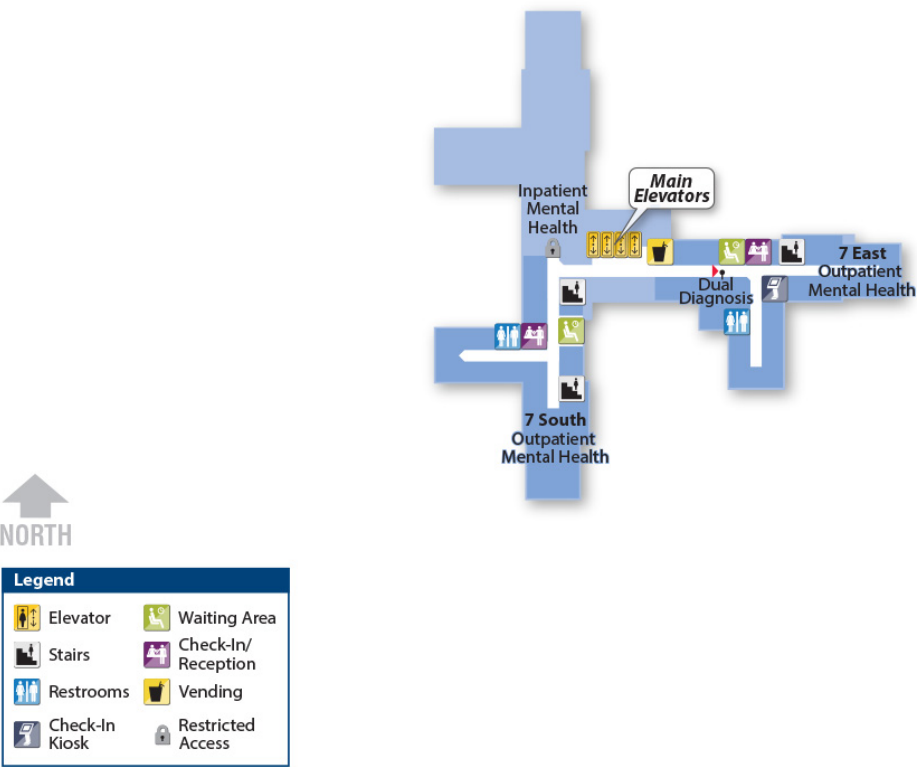 Main
Elevators
Inpatient
Mental
Health
7 East
Outpatient
Mental Health
Dual
Diagnosis
7 South
Outpatient
Mental Health
NORTH
Legend
Elevator
Waiting Area
Stairs
Check-In/
Reception
Restrooms
Vending
Check-In
Kiosk
Restricted
Access